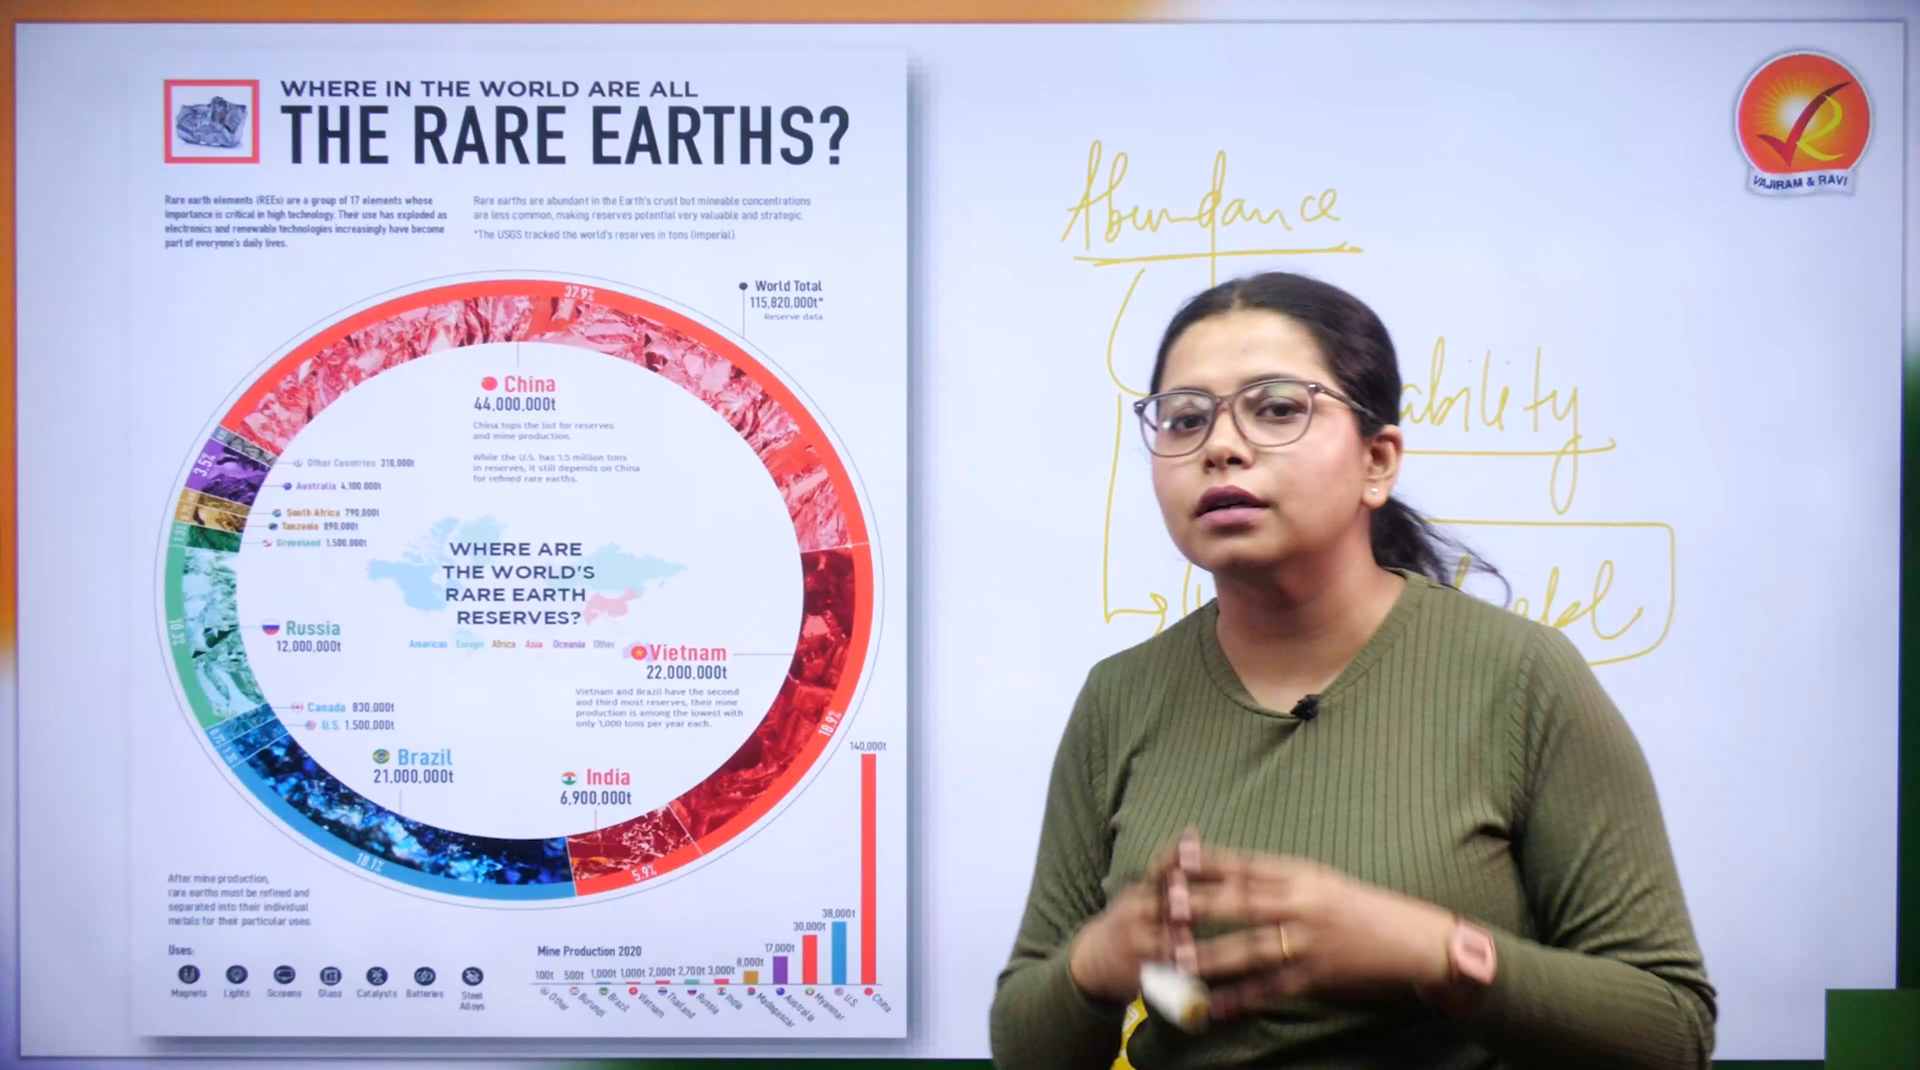 WHERE IN THE WORLD ARE ALL
THE RARE EARTHS?
Rare earth elements (REEs) are a group of 17 elements whose
importance is critical in high technology. Their use has exploded as
electronics and renewable technologies increasingly have become
part of everyone's daily lives.
Rare earths are abundant in the Earth's crust but mineable concentrations
are less common, making reserves potential very valuable and strategic.
*The USGS tracked the world's reserves in tons (imperial)
World Total
115,820,000t*
Reserve data
37.9%
China
44,000,000t
China tops the list for reserves
and mine production.
While the U.S. has 1.5 million tons
in reserves, it still depends on China
for refined rare earths.
3.5%
Other Countries 310,000t
Australia 4,100,000t
South Africa 790,000t
Tanzania 890,000t
Greenland 1,500,000t
WHERE ARE
THE WORLD'S
RARE EARTH
RESERVES?
Americas Europe Africa Asia Oceania Other
Russia
12,000,000t
Vietnam
22,000,000t
Vietnam and Brazil have the second
and third most reserves, their mine
production is among the lowest with
only 1,000 tons per year each.
Canada 830,000t
U.S. 1,500,000t
18.9%
Brazil
21,000,000t
India
6,900,000t
18.1%
5.9%
After mine production,
rare earths must be refined and
separated into their individual
metals for their particular uses.
Uses:
Magnets Lights Screens Glass Catalysts Batteries Steel Alloys
Mine Production 2020
100t 500t 1,000t 1,000t 2,000t 2,700t 3,000t 8,000t 17,000t 30,000t 38,000t 140,000t
Other Burundi Brazil Vietnam Thailand Russia India Madagascar Australia Myanmar U.S. China
Abundance
ability
VAJIRAM & RAVI